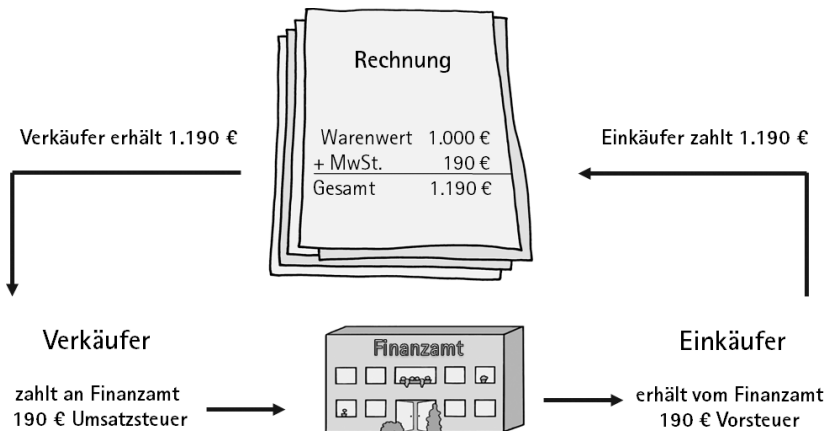 Rechnung
Verkäufer erhält 1.190 €
Warenwert 1.000 €
+ MwSt. 190 €
Gesamt 1.190 €
Einkäufer zahlt 1.190 €
Verkäufer
zahlt an Finanzamt
190 € Umsatzsteuer
Finanzamt
Einkäufer
erhält vom Finanzamt
190 € Vorsteuer